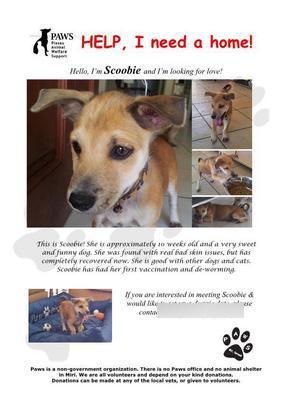 PAWS
Piasau
Animal
Welfare
Support
HELP, I need a home!
Hello, I'm Scoobie and I'm looking for love!
This is Scoobie! She is approximately 10 weeks old and a very sweet
and funny dog. She was found with real bad skin issues, but has
completely recovered now. She is good with other dogs and cats.
Scoobie has had her first vaccination and de-worming.
If you are interested in meeting Scoobie &
please
contac
PAWS
Paws is a non-government organization. There is no Paws office and no animal shelter
in Miri. We are all volunteers and depend on your kind donations.
Donations can be made at any of the local vets, or given to volunteers.